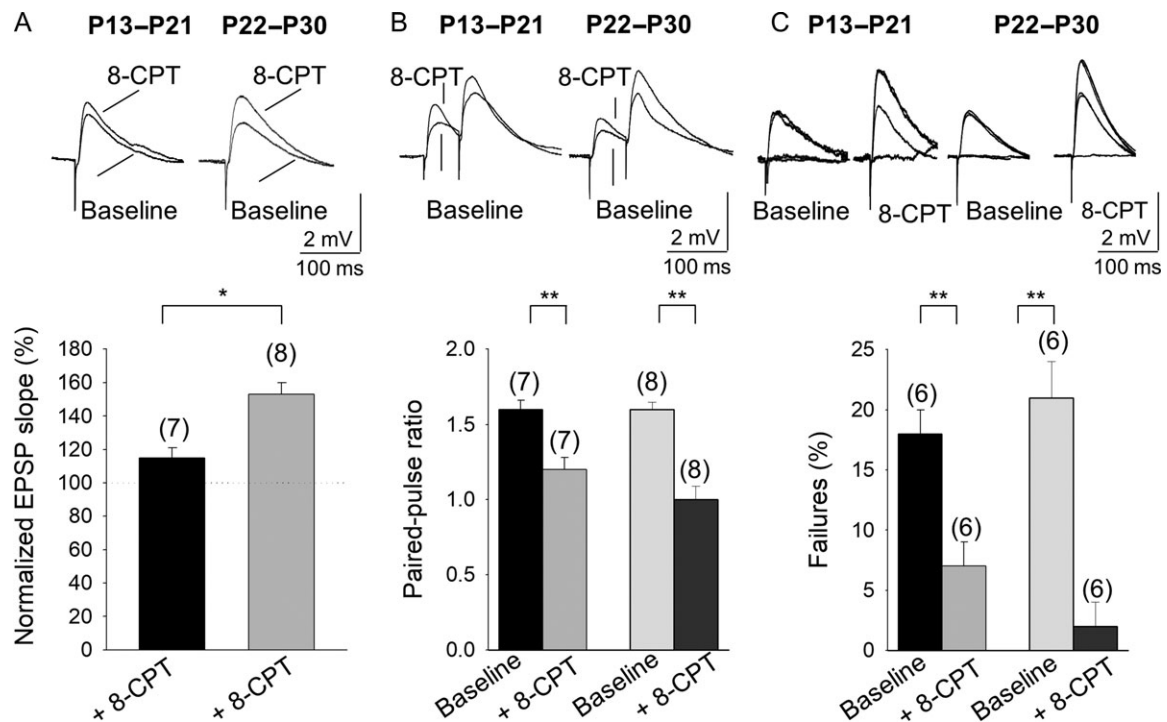 A P13–P21 P22–P30
8-CPT 8-CPT
Baseline Baseline
2 mV
100 ms
B P13–P21 P22–P30
8-CPT 8-CPT
Baseline Baseline
2 mV
100 ms
C P13–P21 P22–P30
Baseline 8-CPT Baseline 8-CPT
2 mV
100 ms
*
Normalized EPSP slope (%)
180
160
140
120
100
80
60
40
20
0
(7) (8)
+ 8-CPT + 8-CPT
** **
Paired-pulse ratio
2.0
1.5
1.0
0.5
0.0
(7) (7) (8) (8)
Baseline + 8-CPT Baseline + 8-CPT
** **
Failures (%)
25
20
15
10
5
0
(6) (6) (6) (6)
Baseline + 8-CPT Baseline + 8-CPT